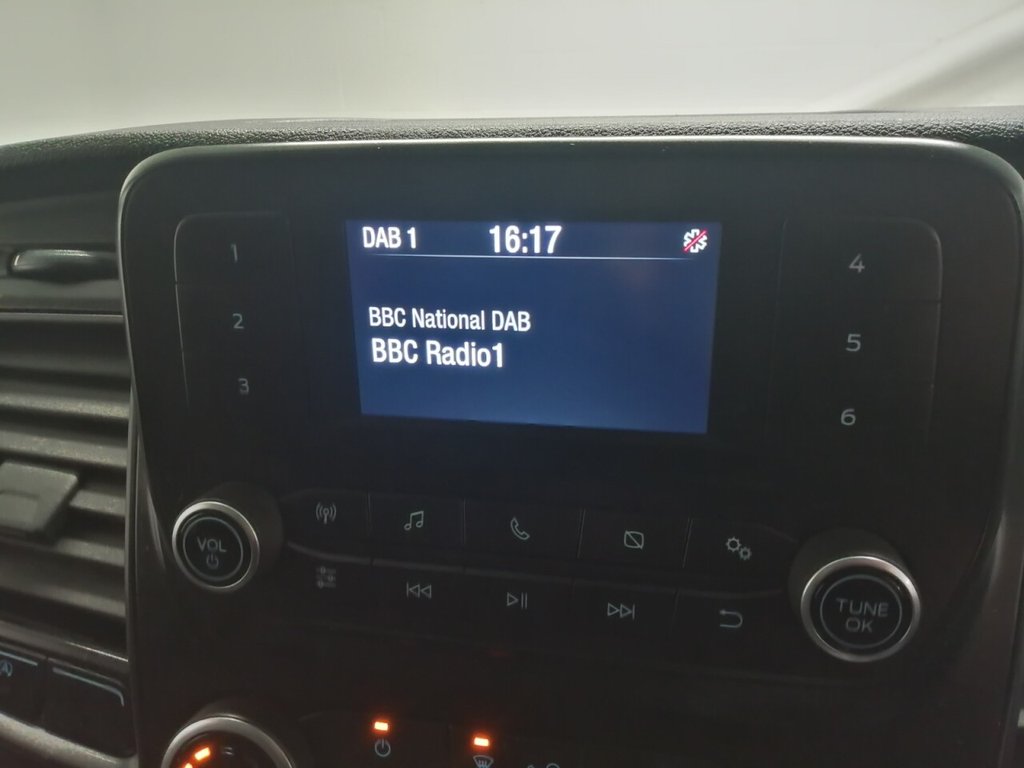 DAB 1 16:17
BBC National DAB
BBC Radio1
1
2
3
4
5
6
VOL
TUNE
OK